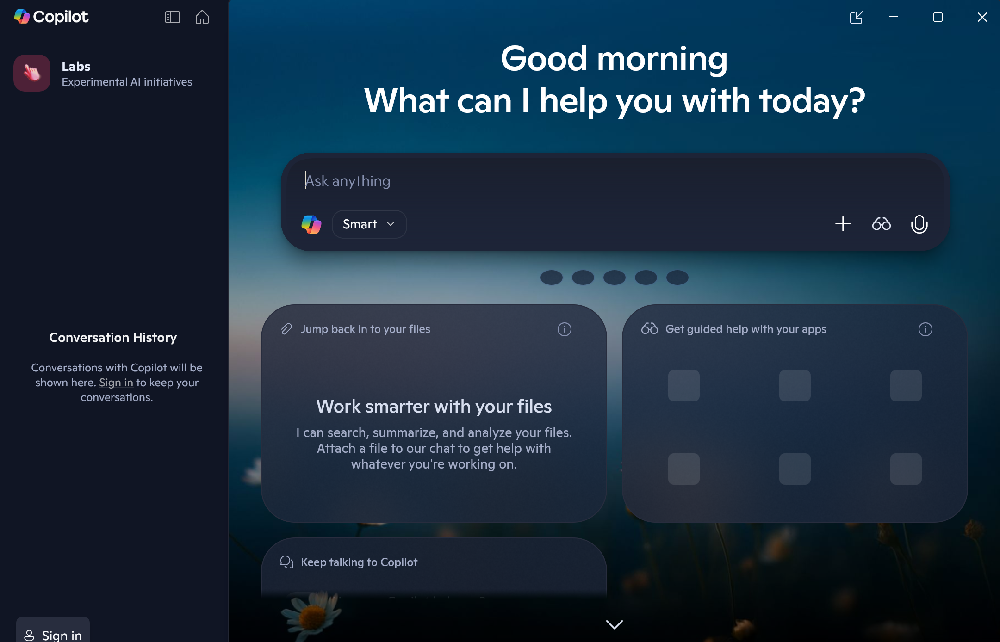 Copilot
Labs
Experimental AI initiatives
Conversation History
Conversations with Copilot will be
shown here. Sign in to keep your
conversations.
Sign in
Good morning
What can I help you with today?
Ask anything
Smart
Jump back in to your files
Work smarter with your files
I can search, summarize, and analyze your files.
Attach a file to our chat to get help with
whatever you're working on.
Get guided help with your apps
Keep talking to Copilot